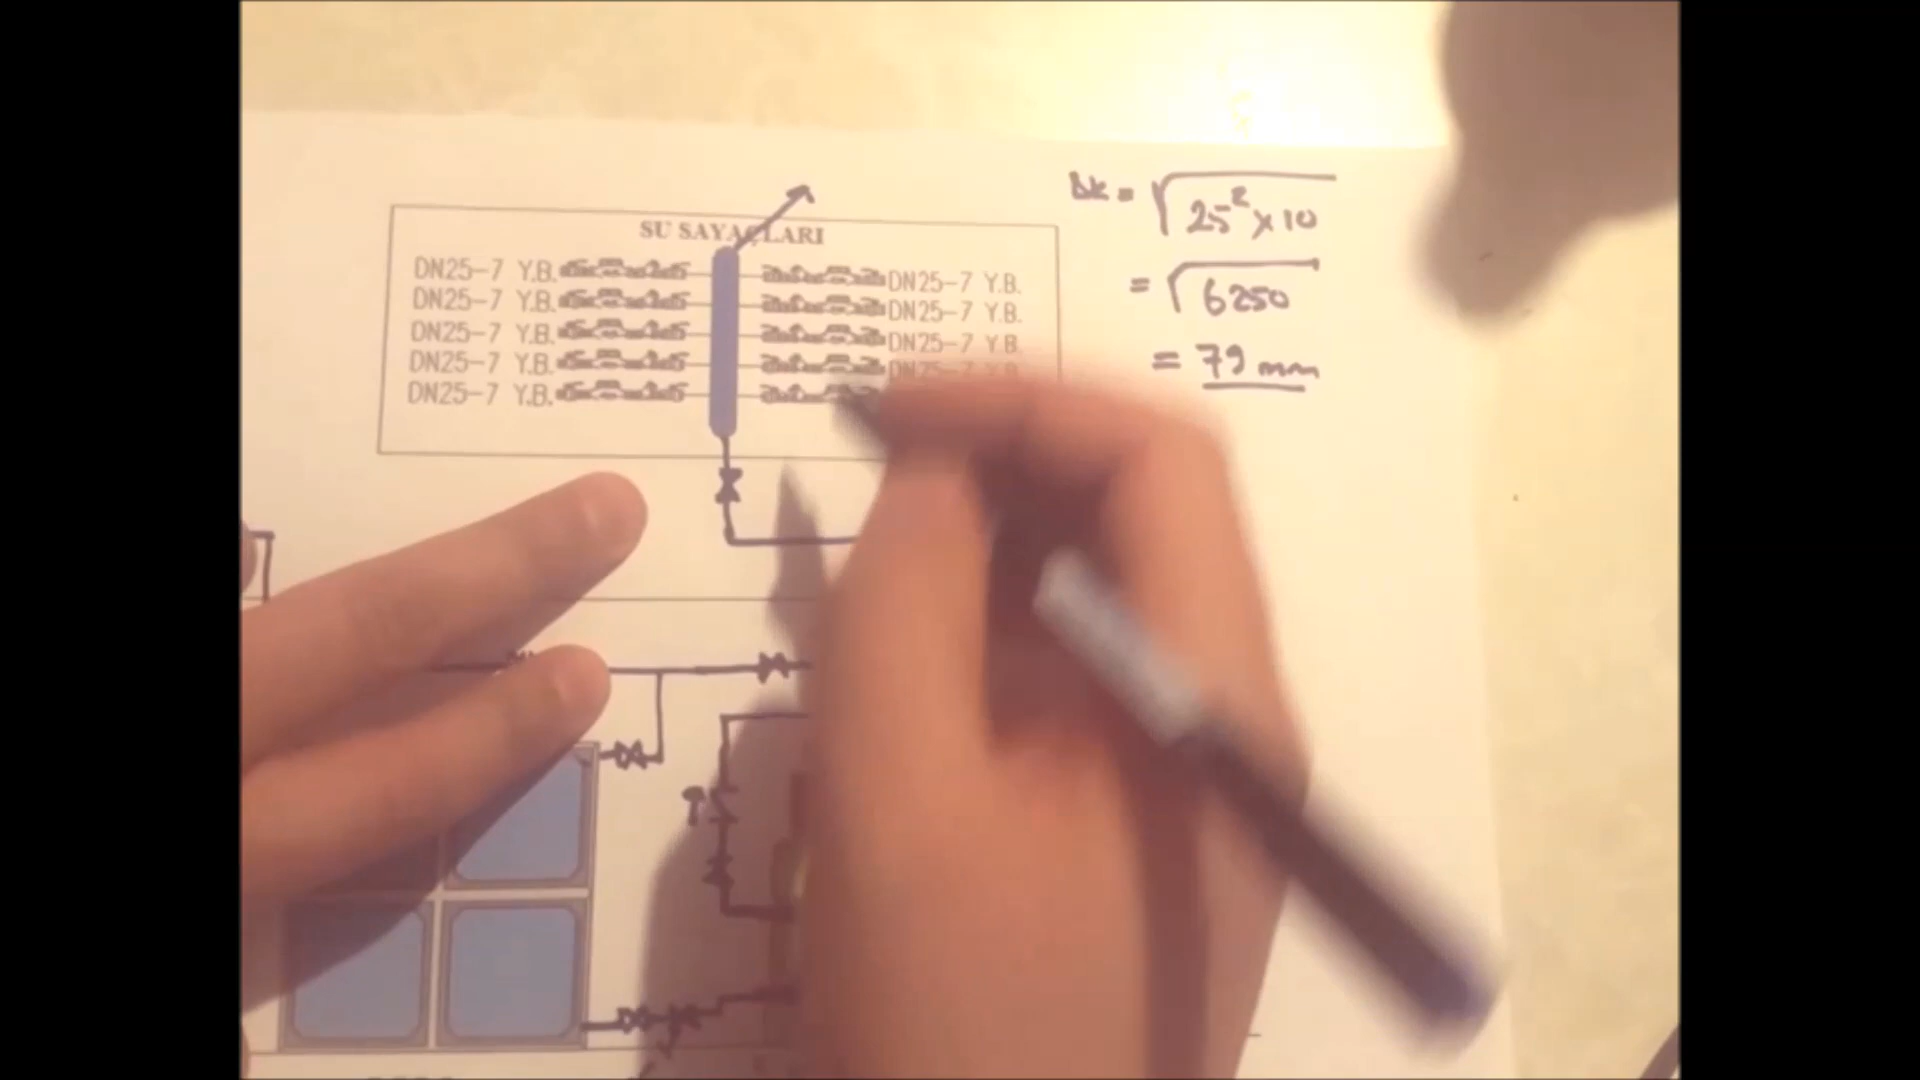 SU SAYAÇLARI
DN25-7 Y.B. DN25-7 Y.B.
DN25-7 Y.B. DN25-7 Y.B.
DN25-7 Y.B. DN25-7 Y.B.
DN25-7 Y.B. DN25-7 Y.B.
DN25-7 Y.B.
Dk = √25² x 10
= √6250
= 79 mm